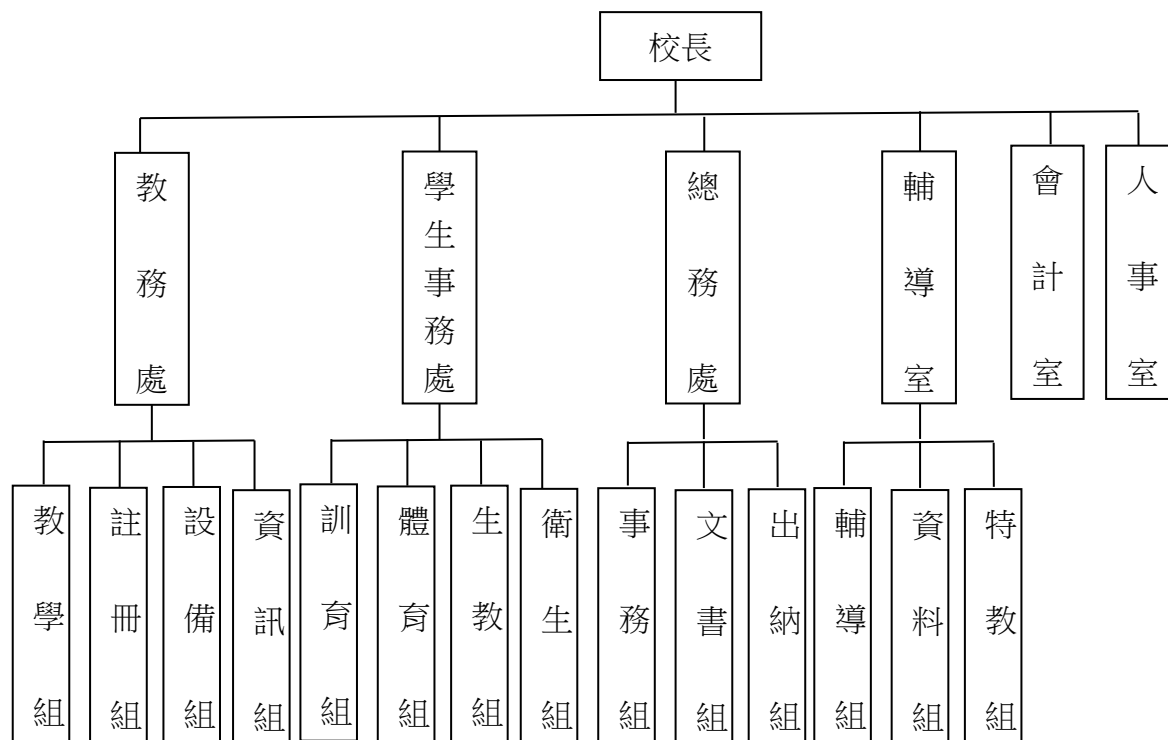 校長
教務處
學生事務處
總務處
輔導室
會計室
人事室
教學組
註冊組
設備組
資訊組
訓育組
體育組
生教組
衛生組
事務組
文書組
出納組
輔導組
資料組
特教組